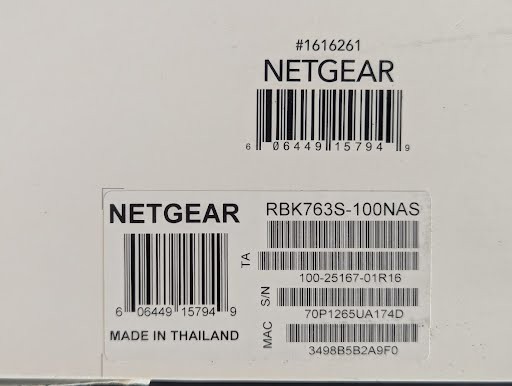 #1616261
NETGEAR
6 06449 15794 9
NETGEAR
RBK763S-100NAS
TA
100-25167-01R16
6 06449 15794 9
S/N
70P1265UA174D
MADE IN THAILAND
MAC
3498B5B2A9F0